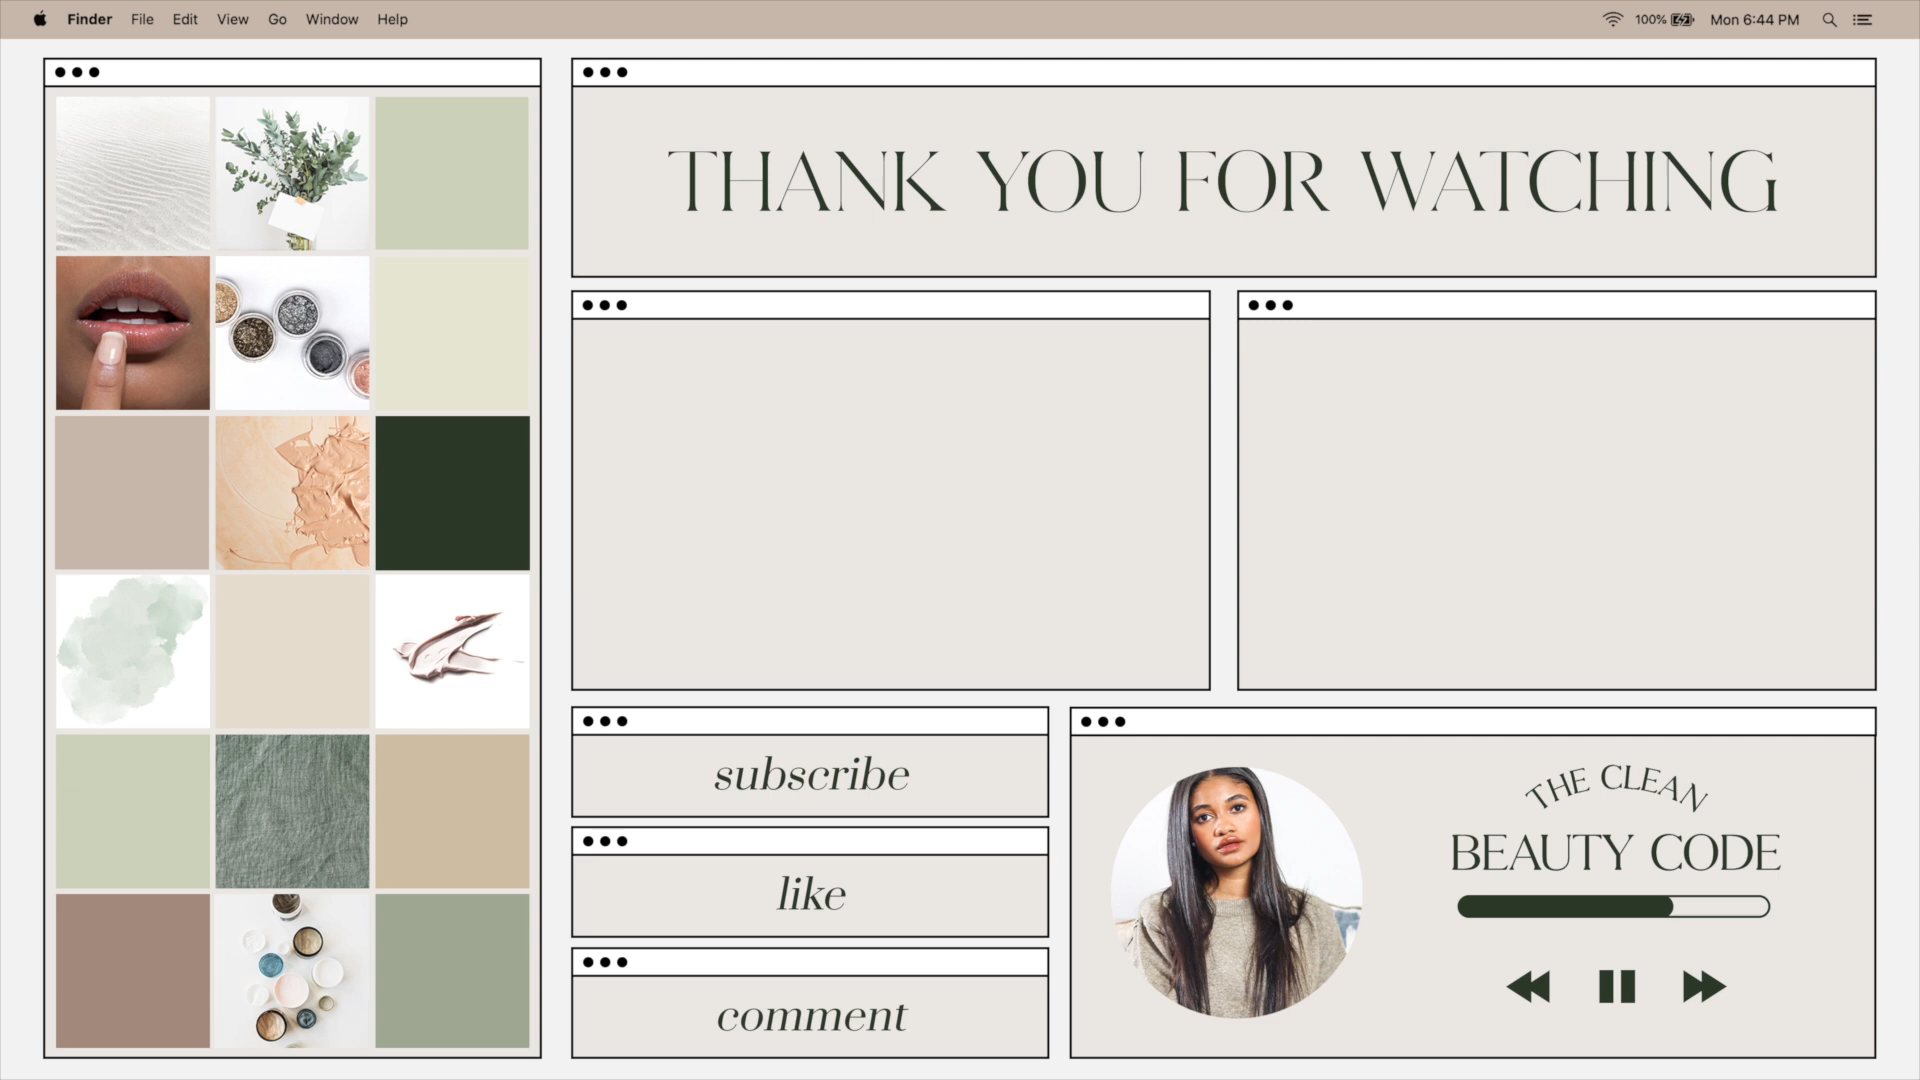 Finder File Edit View Go Window Help 100% Mon 6:44 PM
THANK YOU FOR WATCHING
subscribe
like
comment
THE CLEAN
BEAUTY CODE